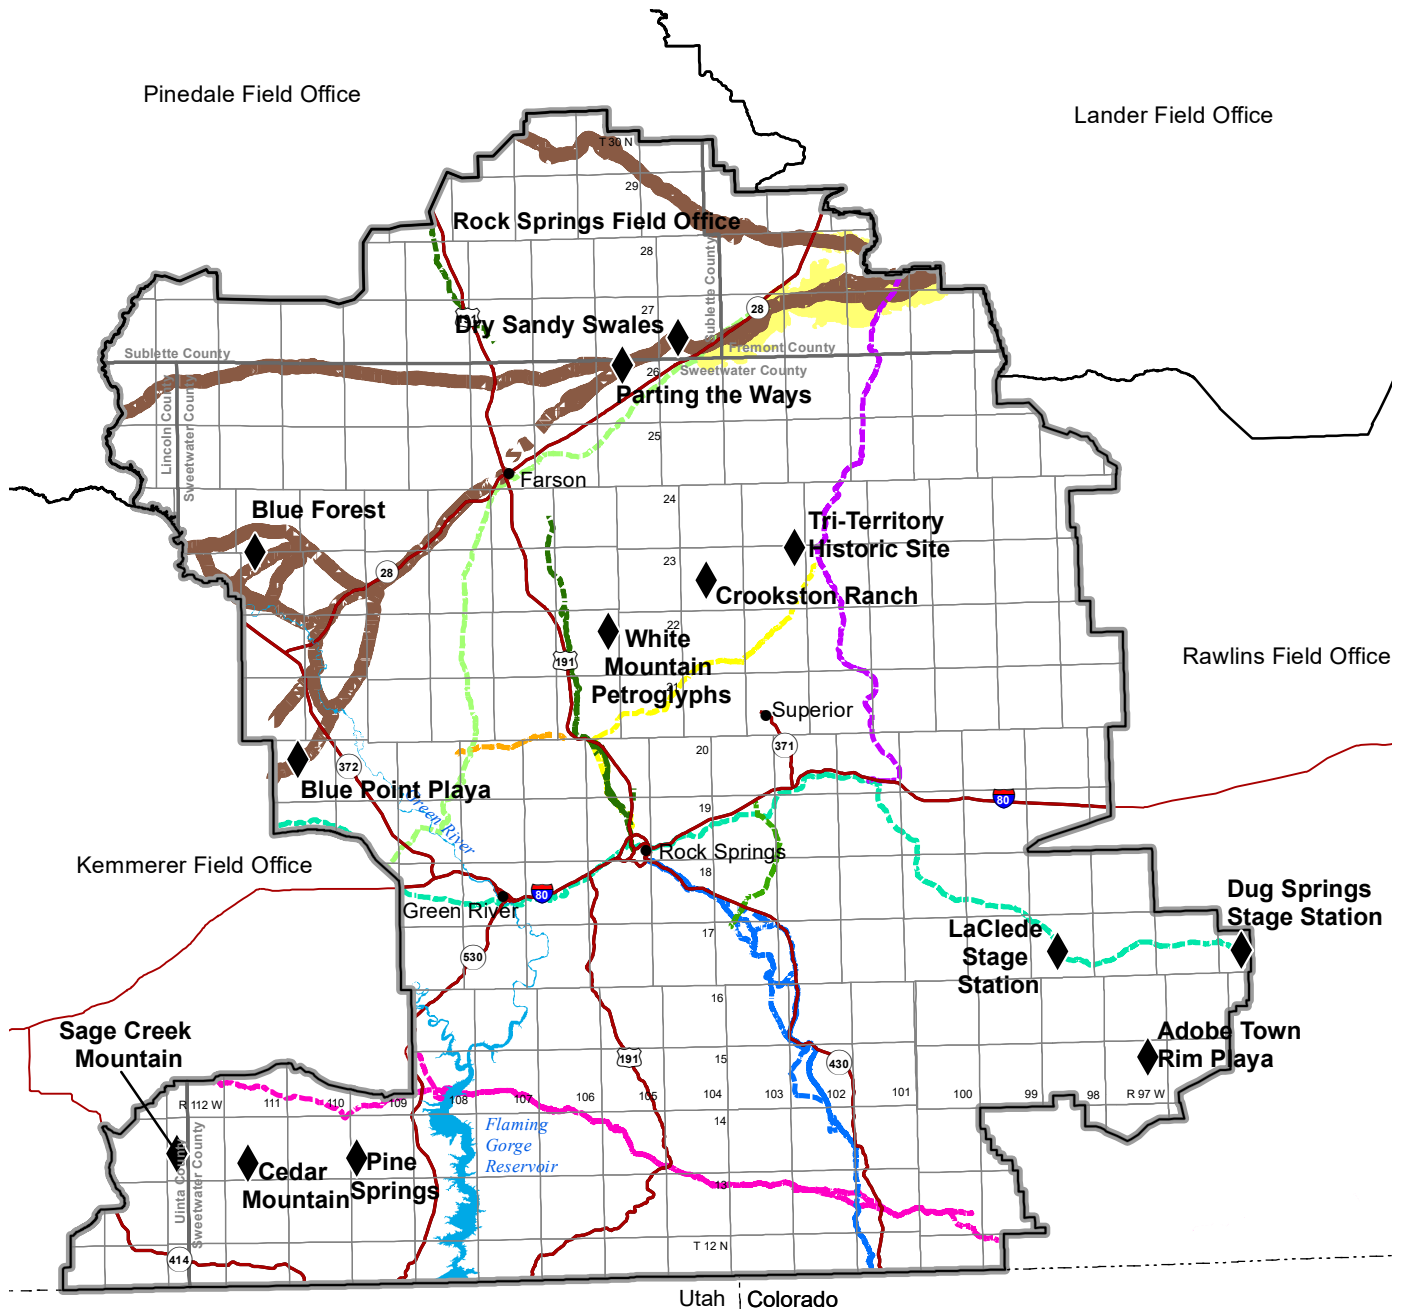 Pinedale Field Office
Lander Field Office
T 30 N
29
Rock Springs Field Office
28
Sublette County
27
28
Dry Sandy Swales
Fremont County
Sublette County
Sweetwater County
26
Parting the Ways
Lincoln County
Sweetwater County
25
Farson
24
Blue Forest
Tri-Territory
Historic Site
23
28
Crookston Ranch
22
White
Mountain
Petroglyphs
191
21
Rawlins Field Office
Superior
371
20
372
Blue Point Playa
80
19
Green River
Rock Springs
Kemmerer Field Office
18
80
Green River
17
Dug Springs
Stage Station
LaClede
Stage
Station
530
16
Sage Creek
Mountain
Adobe Town
Rim Playa
15
191
430
R 112 W
111
110
109
108
107
106
105
104
103
102
101
100
99
98
R 97 W
14
Flaming
Gorge
Reservoir
Uinta County
Sweetwater County
Cedar
Mountain
Pine
Springs
13
T 12 N
414
Utah
Colorado